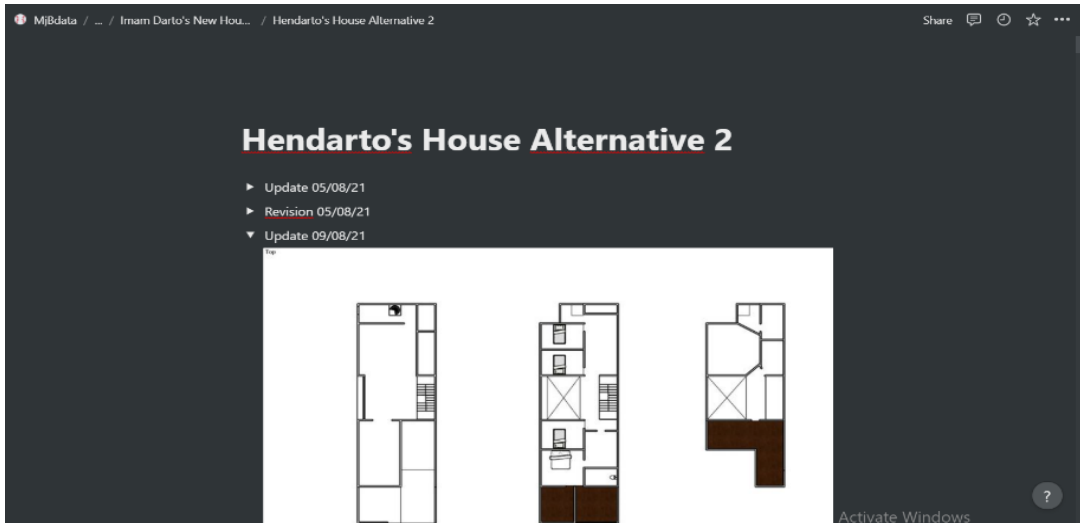 MjBdata / ... / Imam Darto's New Hou... / Hendarto's House Alternative 2
Share
Hendarto's House Alternative 2
Update 05/08/21
Revision 05/08/21
Update 09/08/21
Top
?
Activate Windows